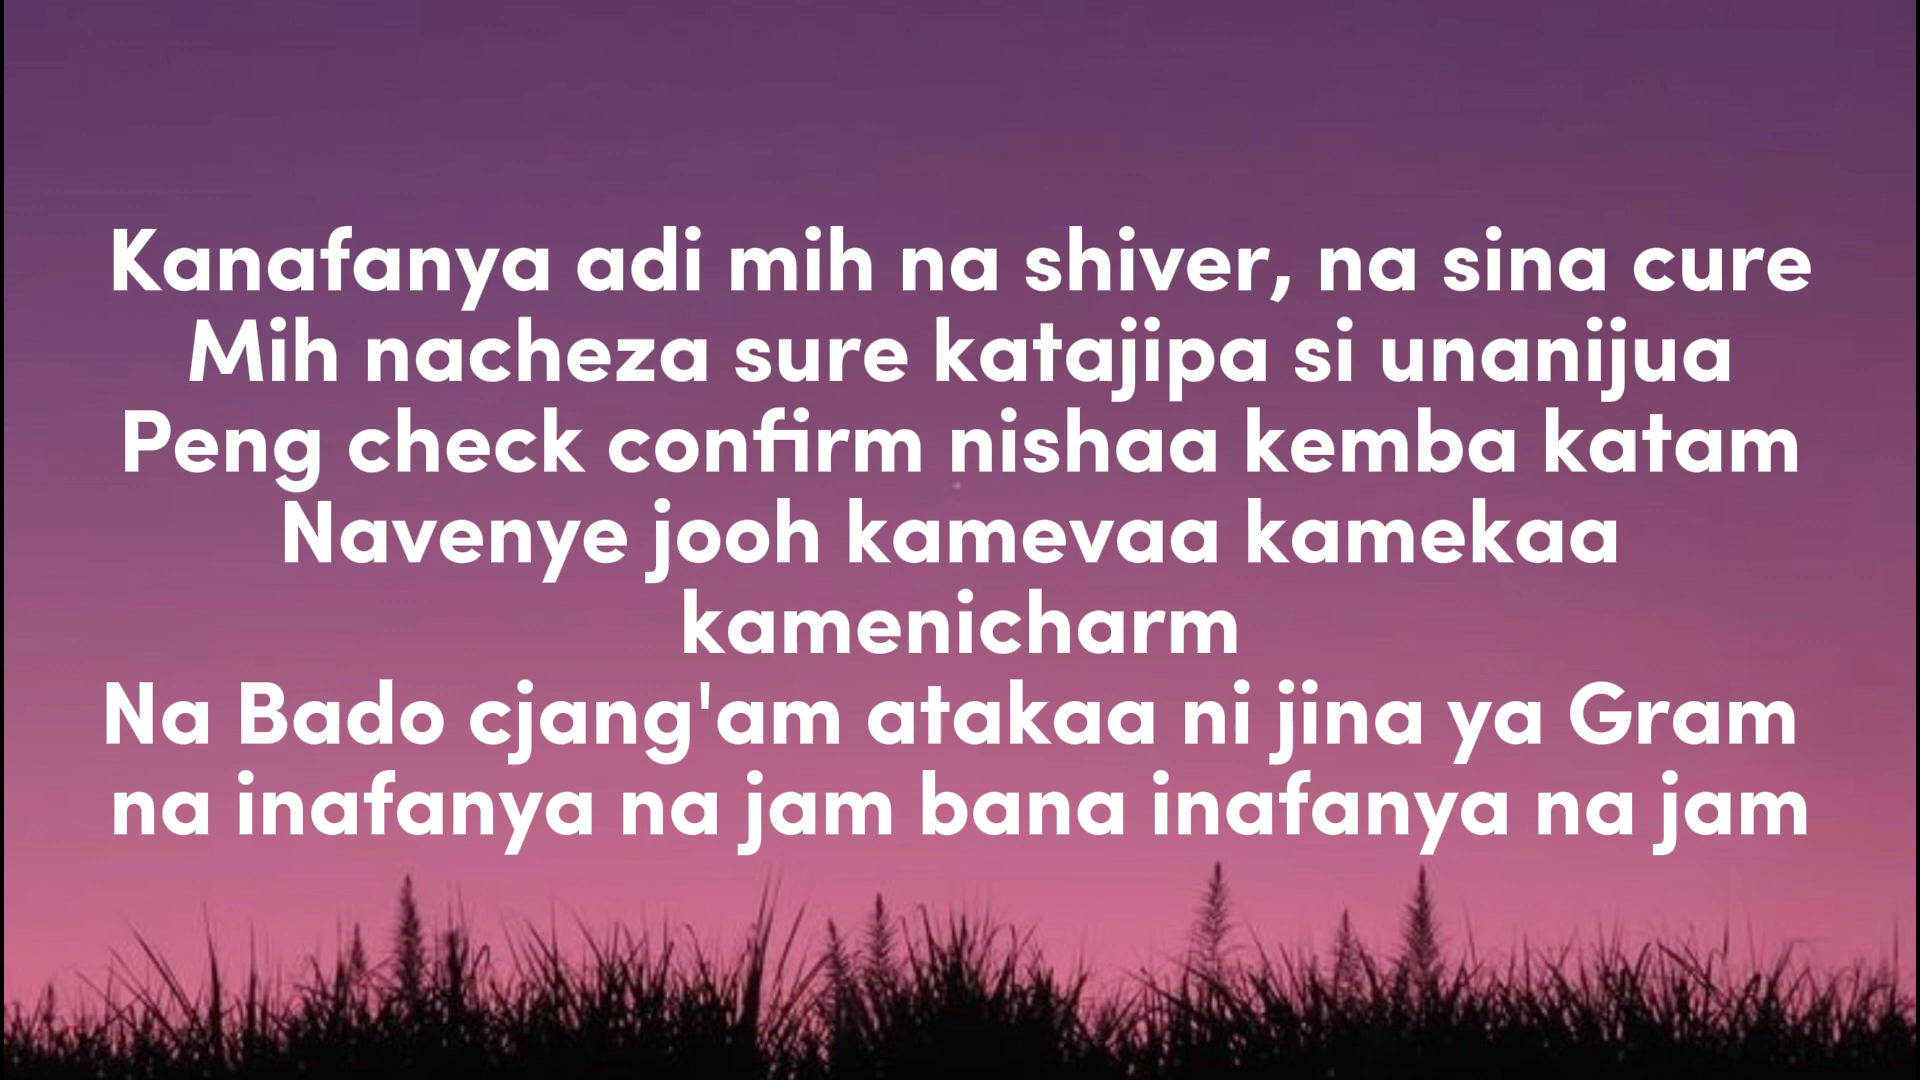 Kanafanya adi mih na shiver, na sina cure
Mih nacheza sure katajipa si unanijua
Peng check confirm nishaa kemba katam
Navenye jooh kamevaa kamekaa
kamenicharm
Na Bado cjang'am atakaa ni jina ya Gram
na inafanya na jam bana inafanya na jam